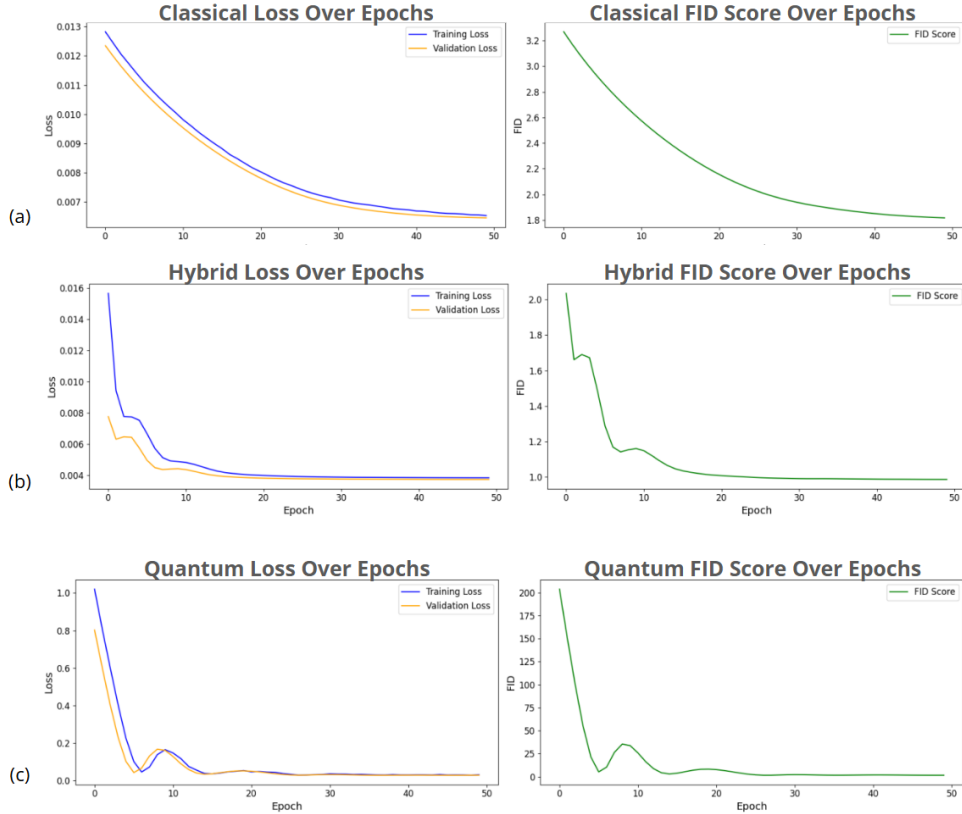 Classical Loss Over Epochs
0.013
0.012
0.011
0.010
0.009
0.008
0.007
Loss
Training Loss
Validation Loss
0 10 20 30 40 50
(a)
Classical FID Score Over Epochs
3.2
3.0
2.8
2.6
2.4
2.2
2.0
1.8
FID
FID Score
0 10 20 30 40 50
Hybrid Loss Over Epochs
0.016
0.014
0.012
0.010
0.008
0.006
0.004
Loss
Training Loss
Validation Loss
0 10 20 30 40 50
Epoch
(b)
Hybrid FID Score Over Epochs
2.0
1.8
1.6
1.4
1.2
1.0
FID
FID Score
0 10 20 30 40 50
Epoch
Quantum Loss Over Epochs
1.0
0.8
0.6
0.4
0.2
0.0
Loss
Training Loss
Validation Loss
0 10 20 30 40 50
Epoch
(c)
Quantum FID Score Over Epochs
200
175
150
125
100
75
50
25
0
FID
FID Score
0 10 20 30 40 50
Epoch